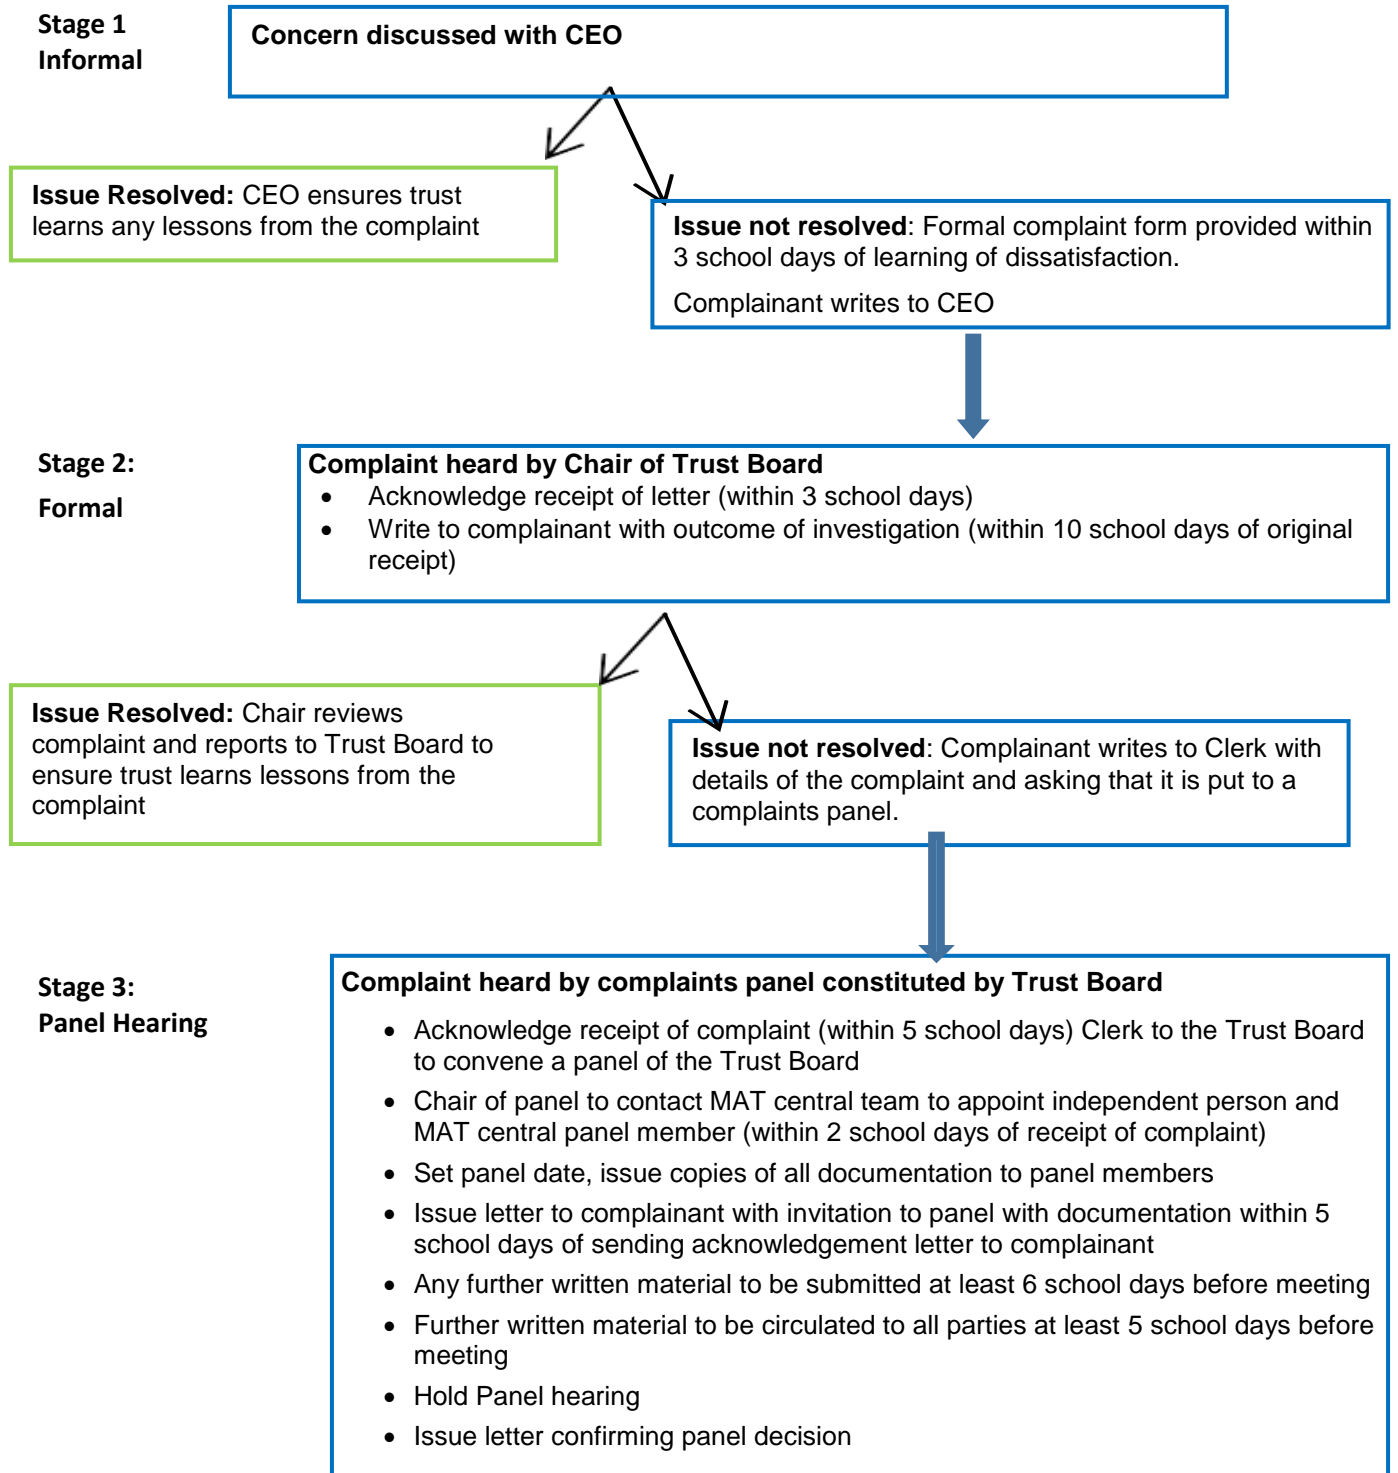 Stage 1
Informal
Concern discussed with CEO
Issue Resolved: CEO ensures trust
learns any lessons from the complaint
Issue not resolved: Formal complaint form provided within
3 school days of learning of dissatisfaction.
Complainant writes to CEO
Stage 2:
Formal
Complaint heard by Chair of Trust Board
• Acknowledge receipt of letter (within 3 school days)
• Write to complainant with outcome of investigation (within 10 school days of original
receipt)
Issue Resolved: Chair reviews
complaint and reports to Trust Board to
ensure trust learns lessons from the
complaint
Issue not resolved: Complainant writes to Clerk with
details of the complaint and asking that it is put to a
complaints panel.
Stage 3:
Panel Hearing
Complaint heard by complaints panel constituted by Trust Board
• Acknowledge receipt of complaint (within 5 school days) Clerk to the Trust Board
to convene a panel of the Trust Board
• Chair of panel to contact MAT central team to appoint independent person and
MAT central panel member (within 2 school days of receipt of complaint)
• Set panel date, issue copies of all documentation to panel members
• Issue letter to complainant with invitation to panel with documentation within 5
school days of sending acknowledgement letter to complainant
• Any further written material to be submitted at least 6 school days before meeting
• Further written material to be circulated to all parties at least 5 school days before
meeting
• Hold Panel hearing
• Issue letter confirming panel decision